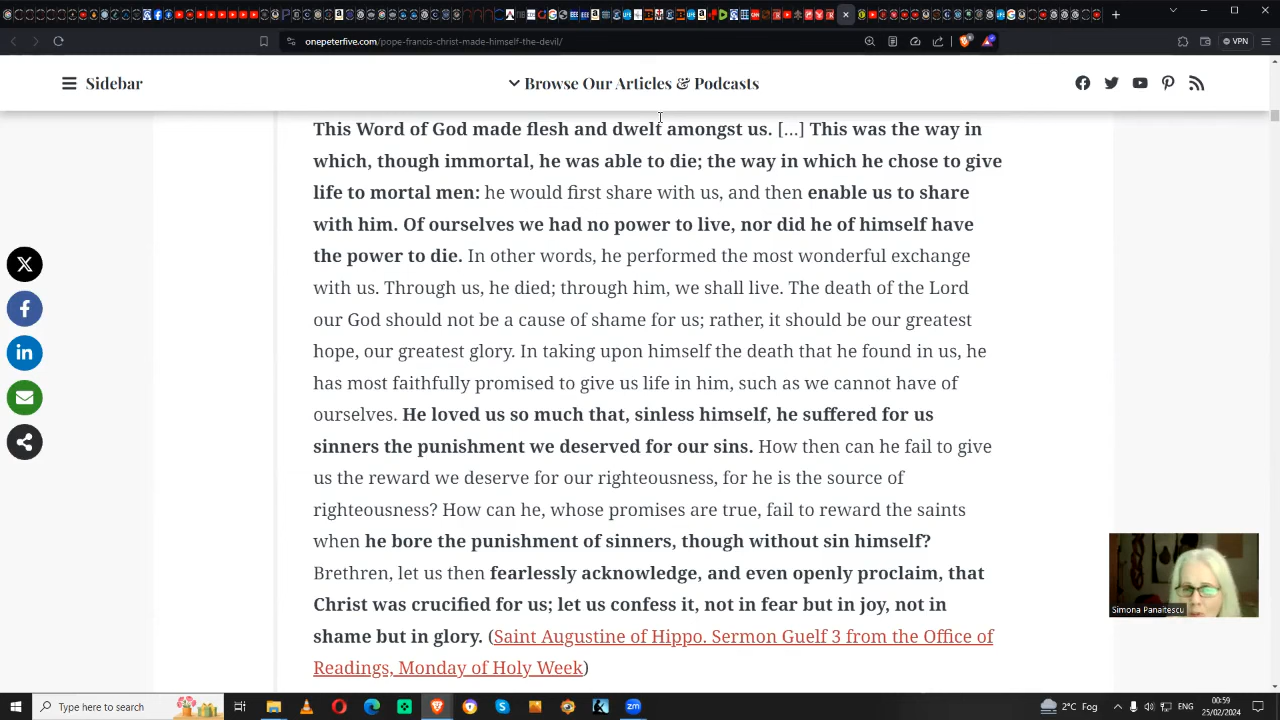 onepeterfive.com/pope-francis-christ-made-himself-the-devil/
VPN
Sidebar
Browse Our Articles & Podcasts
This Word of God made flesh and dwelt amongst us. […] This was the way in
which, though immortal, he was able to die; the way in which he chose to give
life to mortal men: he would first share with us, and then enable us to share
with him. Of ourselves we had no power to live, nor did he of himself have
the power to die. In other words, he performed the most wonderful exchange
with us. Through us, he died; through him, we shall live. The death of the Lord
our God should not be a cause of shame for us; rather, it should be our greatest
hope, our greatest glory. In taking upon himself the death that he found in us, he
has most faithfully promised to give us life in him, such as we cannot have of
ourselves. He loved us so much that, sinless himself, he suffered for us
sinners the punishment we deserved for our sins. How then can he fail to give
us the reward we deserve for our righteousness, for he is the source of
righteousness? How can he, whose promises are true, fail to reward the saints
when he bore the punishment of sinners, though without sin himself?
Brethren, let us then fearlessly acknowledge, and even openly proclaim, that
Christ was crucified for us; let us confess it, not in fear but in joy, not in
shame but in glory. (Saint Augustine of Hippo. Sermon Guelf 3 from the Office of
Readings, Monday of Holy Week)
Simona Panaitescu
Type here to search
2°C Fog
00:59
25/02/2024